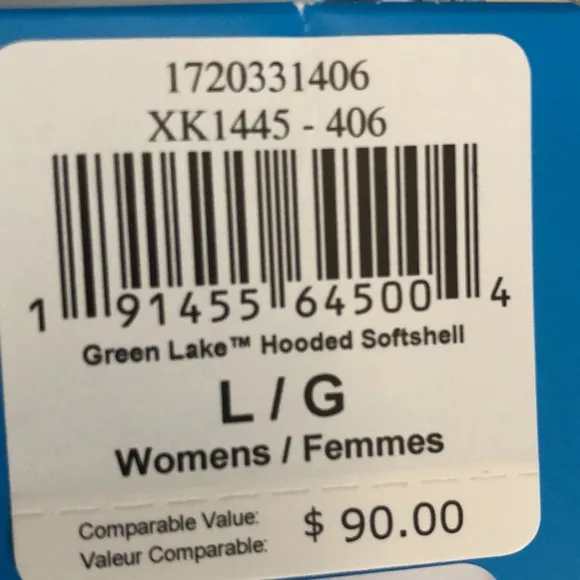 1720331406
XK1445 - 406
1 91455 64500 4
Green Lake™ Hooded Softshell
L / G
Womens / Femmes
Comparable Value: $ 90.00
Valeur Comparable: